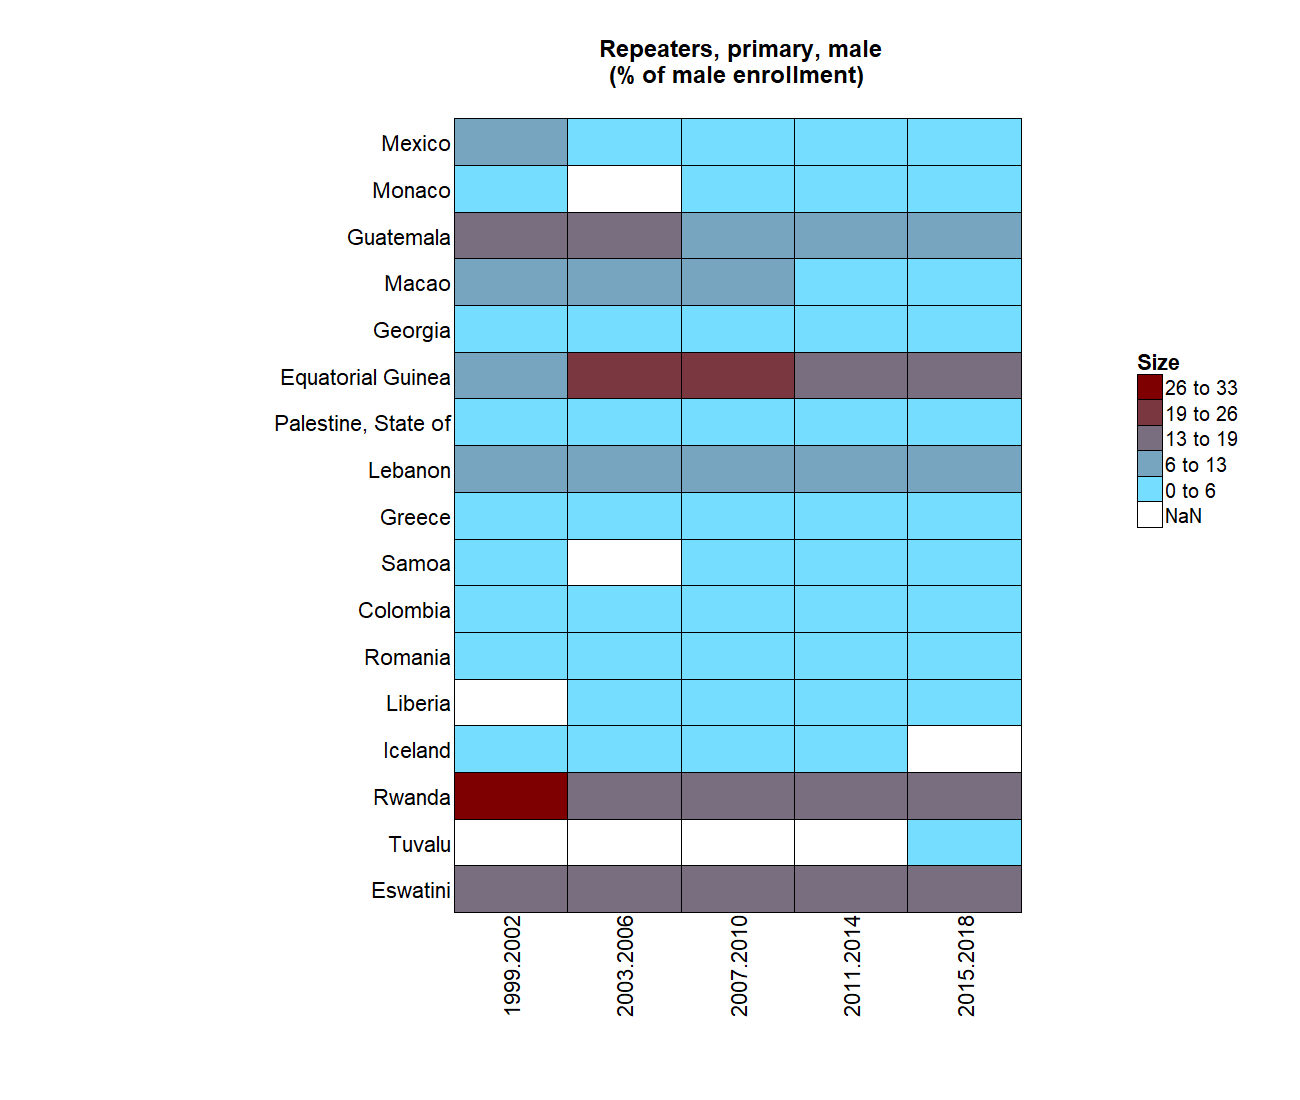 Repeaters, primary, male
(% of male enrollment)
Mexico
Monaco
Guatemala
Macao
Georgia
Equatorial Guinea
Palestine, State of
Lebanon
Greece
Samoa
Colombia
Romania
Liberia
Iceland
Rwanda
Tuvalu
Eswatini
1999.2002
2003.2006
2007.2010
2011.2014
2015.2018
Size
26 to 33
19 to 26
13 to 19
6 to 13
0 to 6
NaN